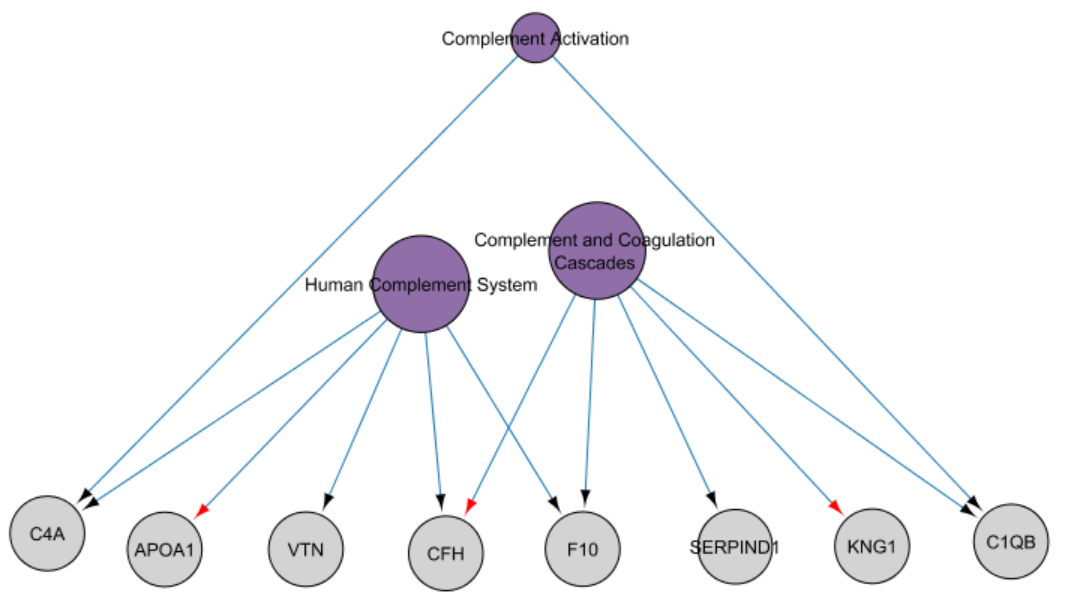 Complement Activation
Complement and Coagulation
Cascades
Human Complement System
C4A
APOA1
VTN
CFH
F10
SERPIND1
KNG1
C1QB